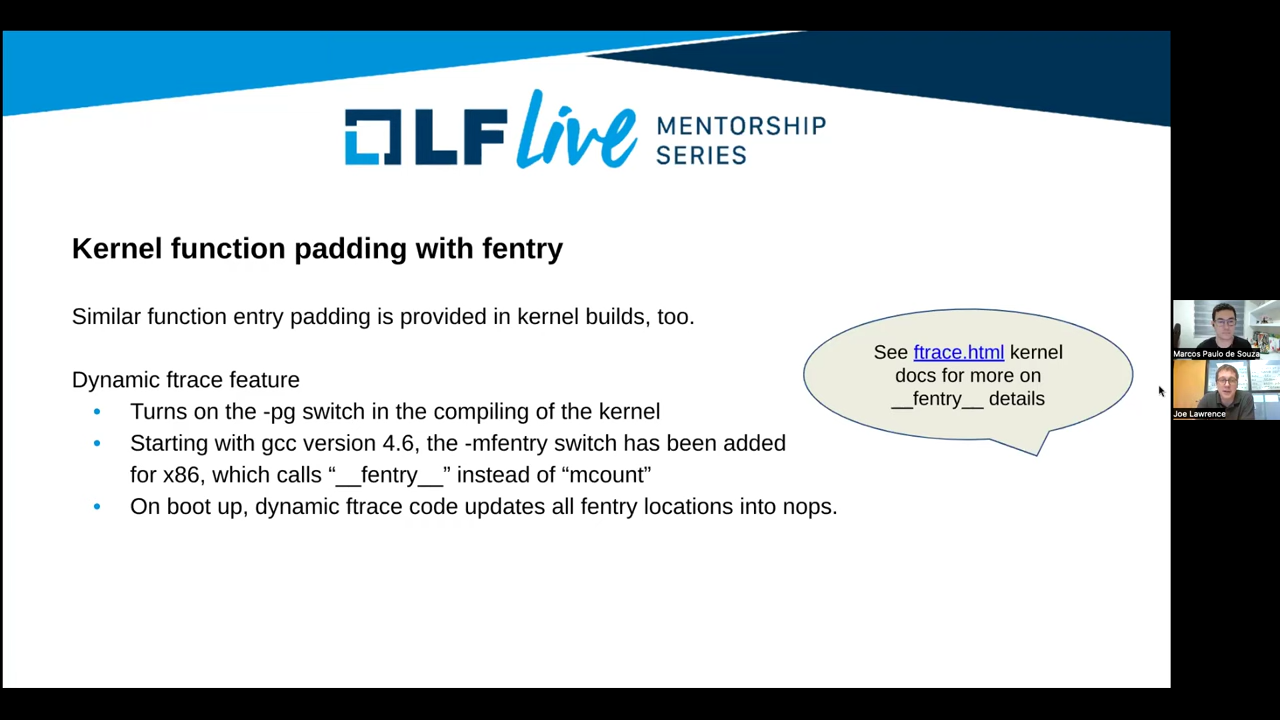 LF Live MENTORSHIP
SERIES
Kernel function padding with fentry
Similar function entry padding is provided in kernel builds, too.
Dynamic ftrace feature
• Turns on the -pg switch in the compiling of the kernel
• Starting with gcc version 4.6, the -mfentry switch has been added
for x86, which calls “__fentry__” instead of “mcount”
• On boot up, dynamic ftrace code updates all fentry locations into nops.
See ftrace.html kernel
docs for more on
__fentry__ details
Marcos Paulo de Souza
Joe Lawrence